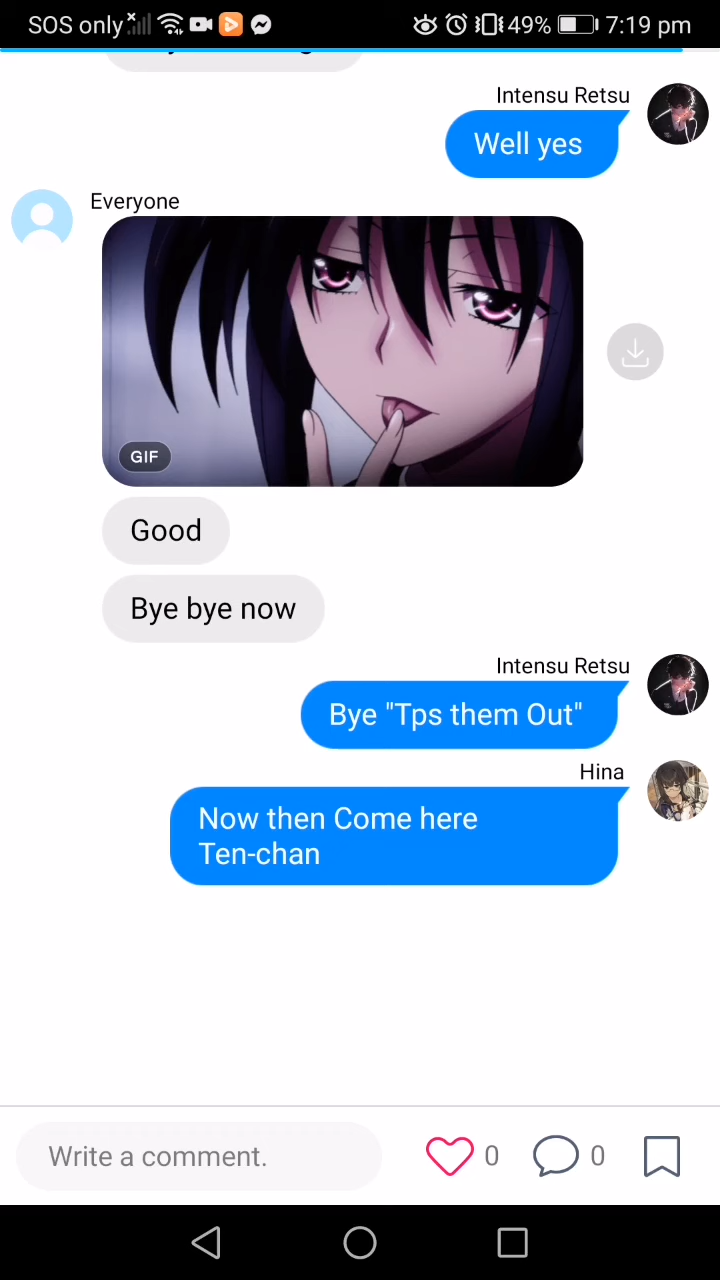 SOS only
49%
7:19 pm
Intensu Retsu
Well yes
Everyone
GIF
Good
Bye bye now
Intensu Retsu
Bye "Tps them Out"
Hina
Now then Come here
Ten-chan
Write a comment.
0
0